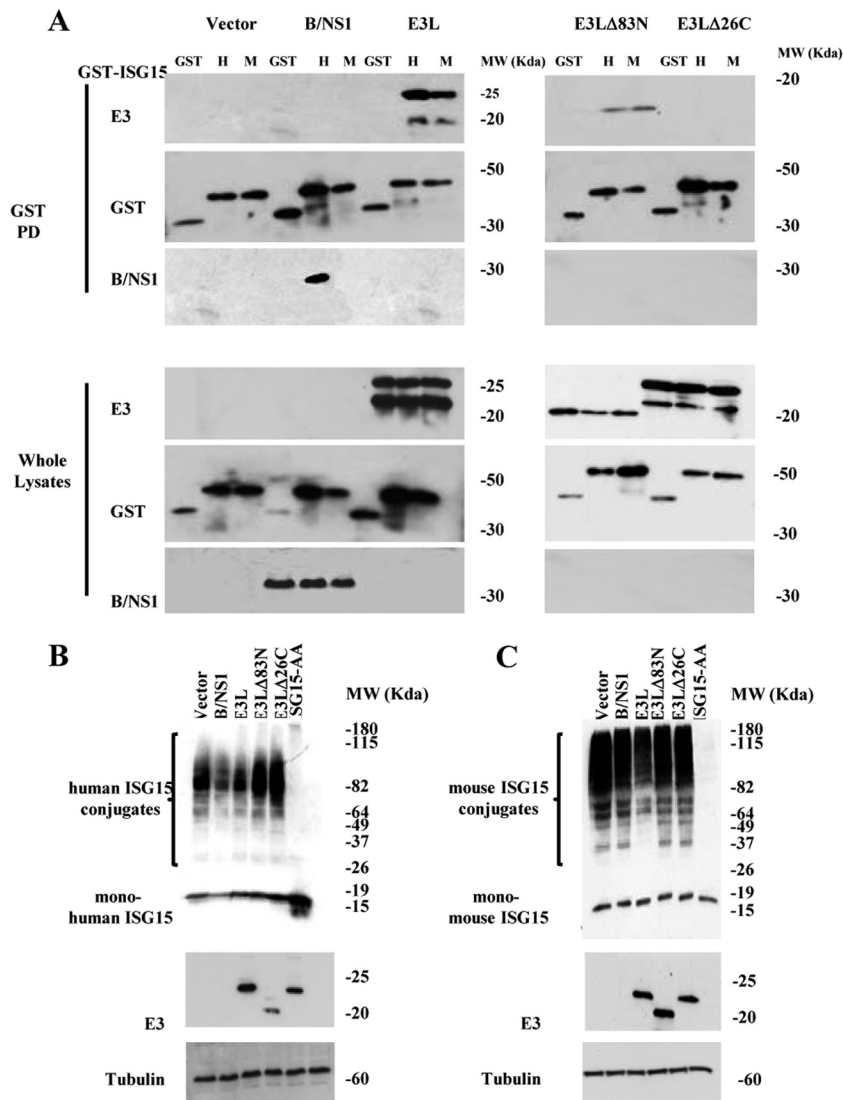 A
Vector B/NS1 E3L E3LΔ83N E3LΔ26C
GST-ISG15 GST H M GST H M GST H M MW (Kda) GST H M GST H M MW (Kda)
GST PD
E3 -25 -20 -20
GST -50 -30 -50 -30
B/NS1 -30 -30
Whole Lysates
E3 -25 -20 -20
GST -50 -30 -50 -30
B/NS1 -30 -30
B
Vector B/NS1 E3L E3LΔ83N E3LΔ26C ISG15-AA
MW (Kda)
human ISG15 conjugates
-180
-115
-82
-64
-49
-37
-26
-19
-15
mono-
human ISG15
E3 -25 -20
Tubulin -60
C
Vector B/NS1 E3L E3LΔ83N E3LΔ26C ISG15-AA
MW (Kda)
mouse ISG15 conjugates
-180
-115
-82
-64
-49
-37
-26
-19
-15
mono-
mouse ISG15
E3 -25 -20
Tubulin -60